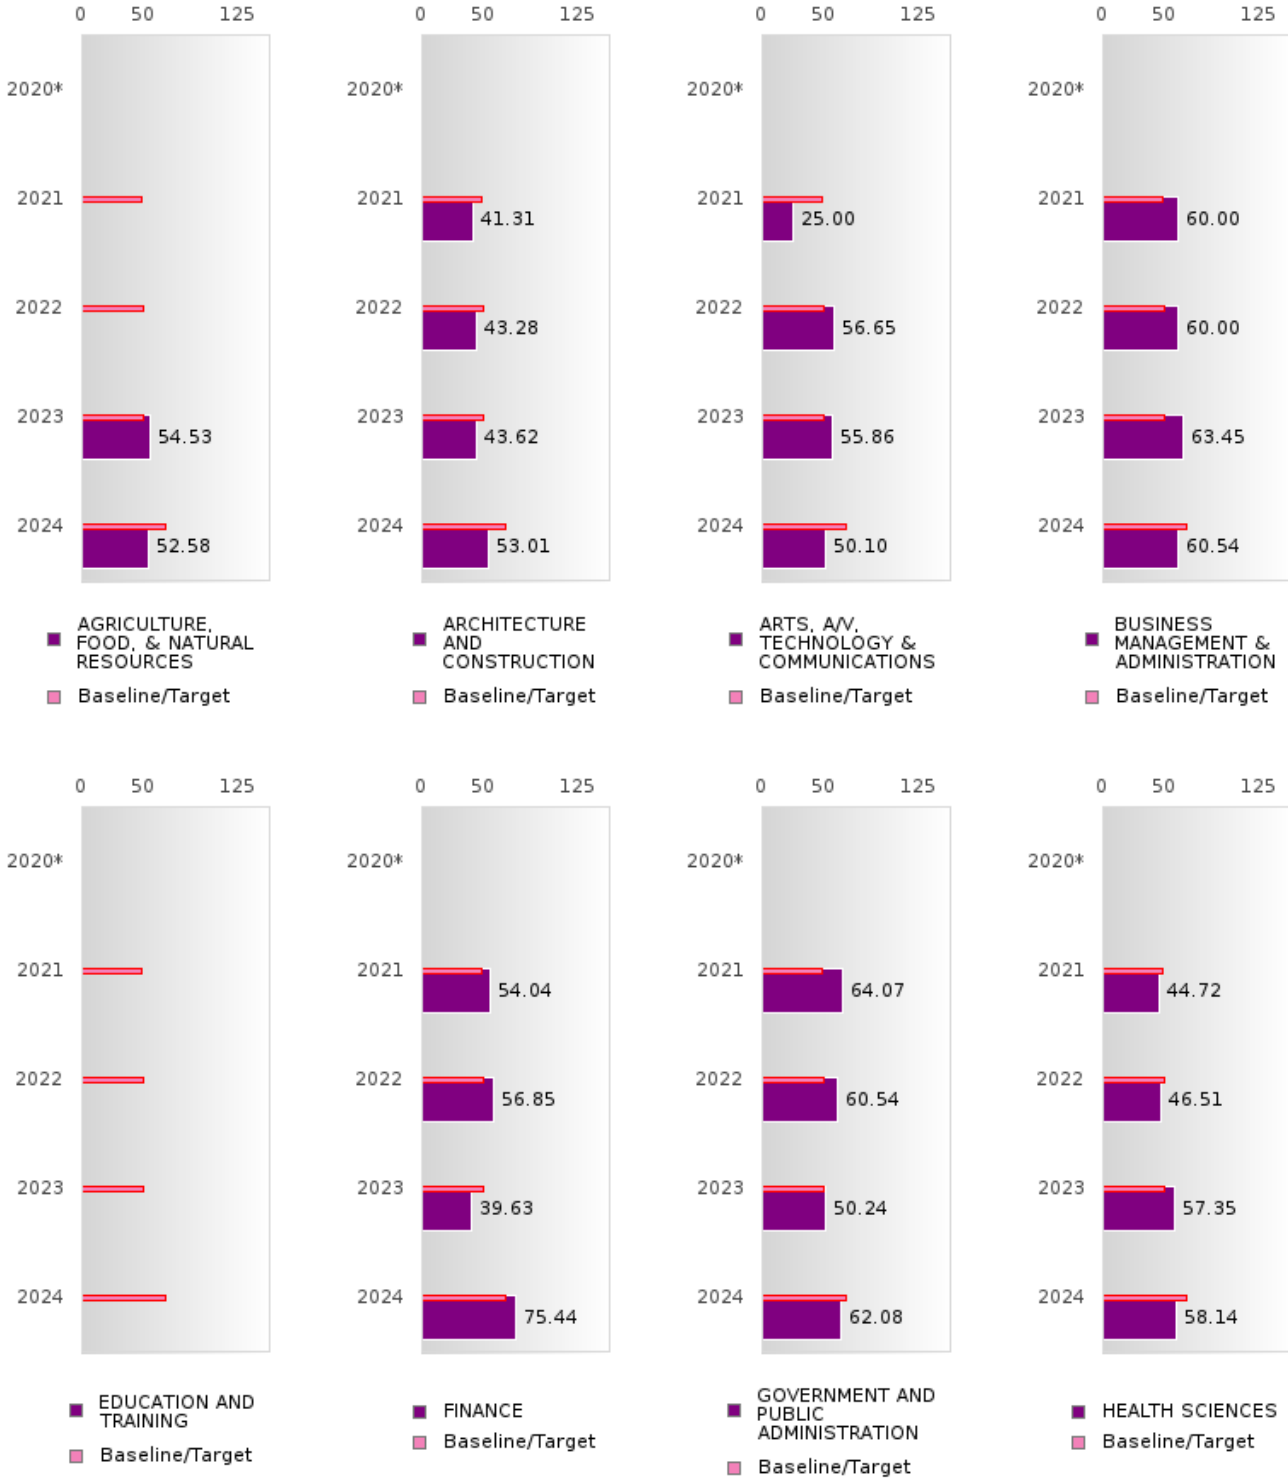 0 50 125 0 50 125 0 50 125 0 50 125
2020* 2020* 2020* 2020*
2021 2021 2021 2021
41.31 25.00 60.00
2022 2022 2022 2022
43.28 56.65 60.00
2023 2023 2023 2023
54.53 43.62 55.86 63.45
2024 2024 2024 2024
52.58 53.01 50.10 60.54
AGRICULTURE,
FOOD, & NATURAL
RESOURCES
Baseline/Target
ARCHITECTURE
AND
CONSTRUCTION
Baseline/Target
ARTS, A/V,
TECHNOLOGY &
COMMUNICATIONS
Baseline/Target
BUSINESS
MANAGEMENT &
ADMINISTRATION
Baseline/Target
0 50 125 0 50 125 0 50 125 0 50 125
2020* 2020* 2020* 2020*
2021 2021 2021 2021
54.04 64.07 44.72
2022 2022 2022 2022
56.85 60.54 46.51
2023 2023 2023 2023
39.63 50.24 57.35
2024 2024 2024 2024
75.44 62.08 58.14
EDUCATION AND
TRAINING
Baseline/Target
FINANCE
Baseline/Target
GOVERNMENT AND
PUBLIC
ADMINISTRATION
Baseline/Target
HEALTH SCIENCES
Baseline/Target